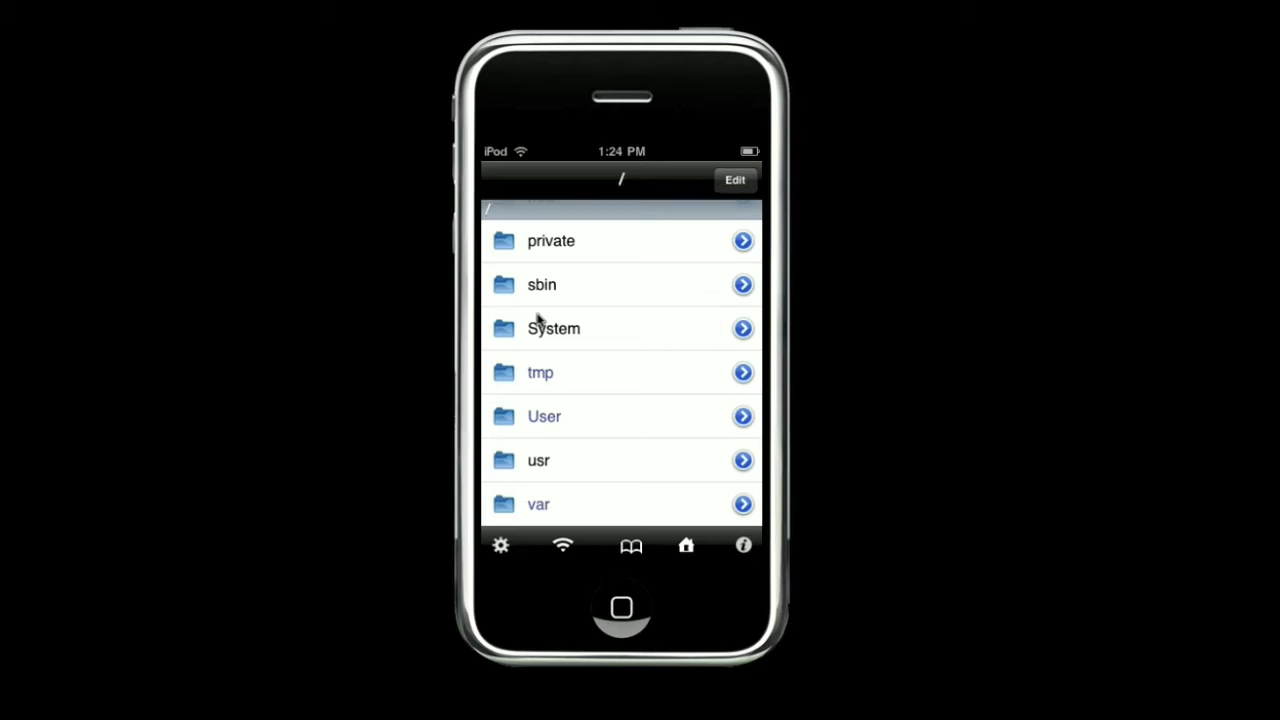 iPod 1:24 PM
/ Edit
/
private
sbin
System
tmp
User
usr
var